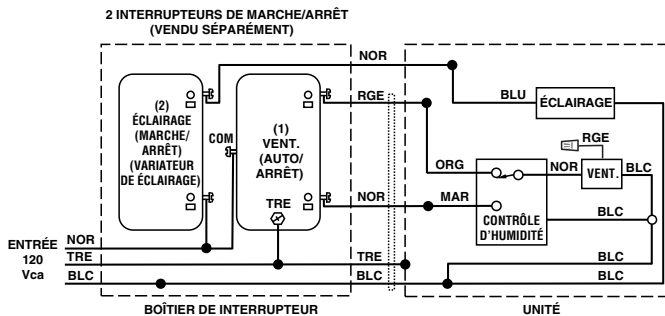 2 INTERRUPTEURS DE MARCHE/ARRÊT
(VENDU SÉPARÉMENT)
NOR
RGE
BLU
ÉCLAIRAGE
(2)
ÉCLAIRAGE
(MARCHE/
ARRÊT)
(VARIATEUR
DE ÉCLAIRAGE)
COM
(1)
VENT.
(AUTO/
ARRÊT)
TRE
RGE
ORG
NOR
VENT.
BLC
NOR
MAR
CONTRÔLE
D'HUMIDITÉ
BLC
ENTRÉE
120
Vca
NOR
TRE
BLC
TRE
BLC
BLC
BLC
BOÎTIER DE INTERRUPTEUR
UNITÉ